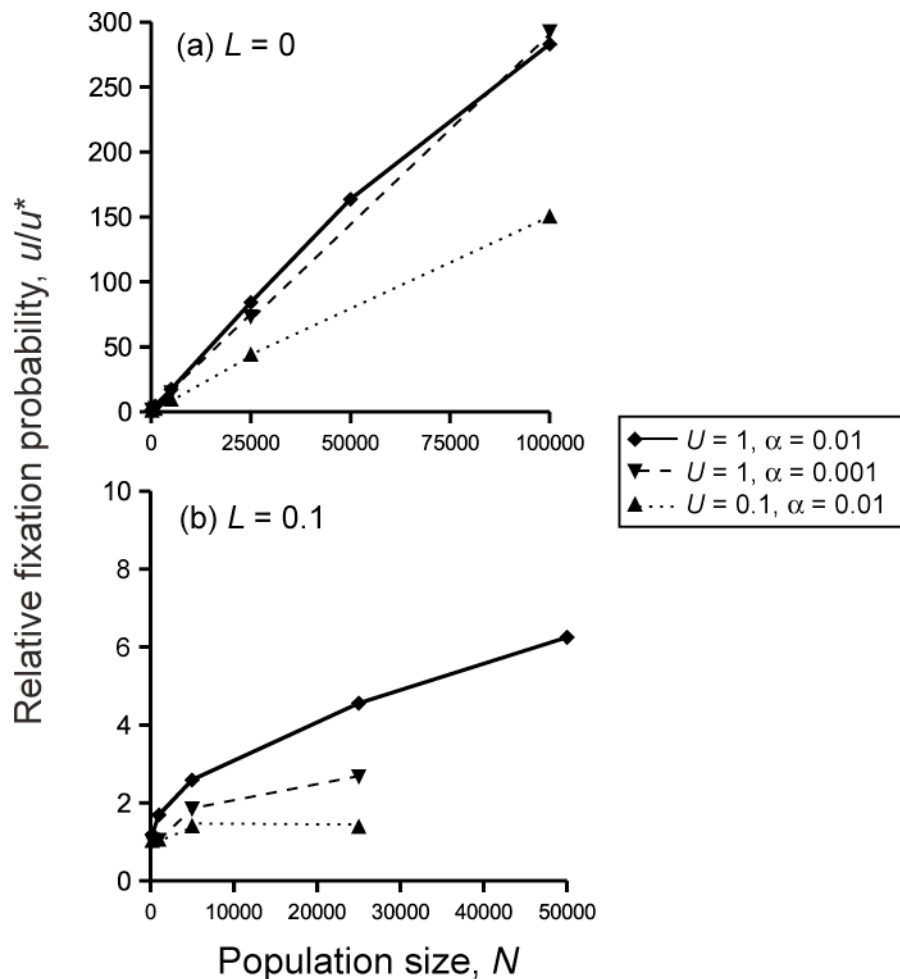 Relative fixation probability, u/u*
(a) L = 0
300
250
200
150
100
50
0
0 25000 50000 75000 100000
U = 1, α = 0.01
U = 1, α = 0.001
U = 0.1, α = 0.01
(b) L = 0.1
10
8
6
4
2
0
0 10000 20000 30000 40000 50000
Population size, N